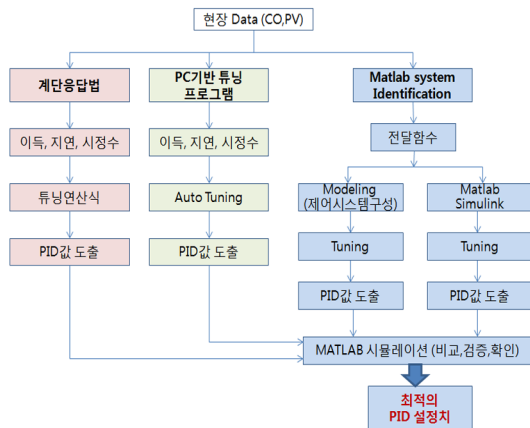 현장 Data (CO,PV)
계단응답법
PC기반 튜닝
프로그램
Matlab system
Identification
이득, 지연, 시정수
이득, 지연, 시정수
전달함수
튜닝연산식
Auto Tuning
Modeling
(제어시스템구성)
Matlab
Simulink
PID값 도출
PID값 도출
Tuning
Tuning
PID값 도출
PID값 도출
MATLAB 시뮬레이션 (비교,검증,확인)
최적의
PID 설정치